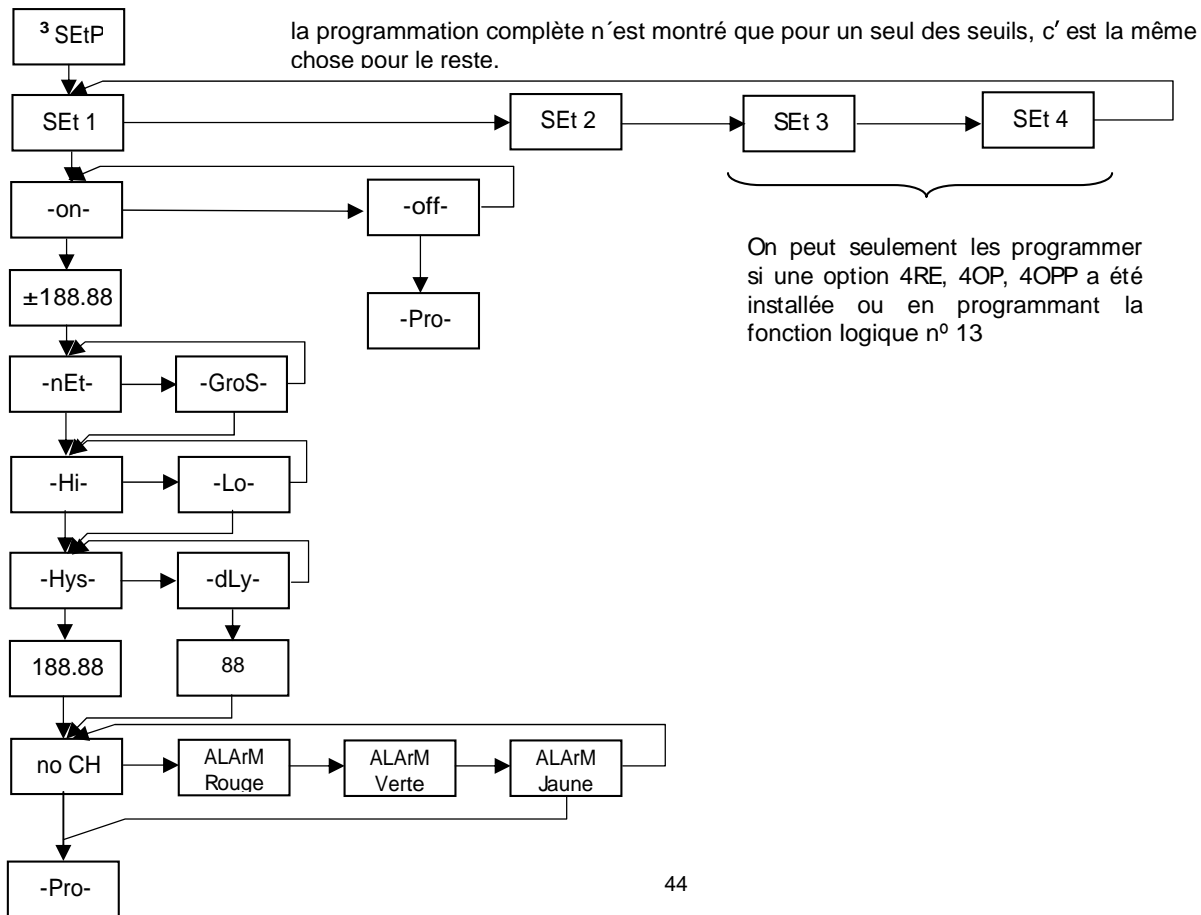 ³ SEtP
la programmation complète n´est montré que pour un seul des seuils, c′ est la même
chose pour le reste.
SEt 1
SEt 2
SEt 3
SEt 4
-on-
-off-
±188.88
-Pro-
On peut seulement les programmer
si une option 4RE, 4OP, 4OPP a été
installée ou en programmant la
fonction logique nº 13
-nEt-
-GroS-
-Hi-
-Lo-
-Hys-
-dLy-
188.88
88
no CH
ALArM
Rouge
ALArM
Verte
ALArM
Jaune
-Pro-
44